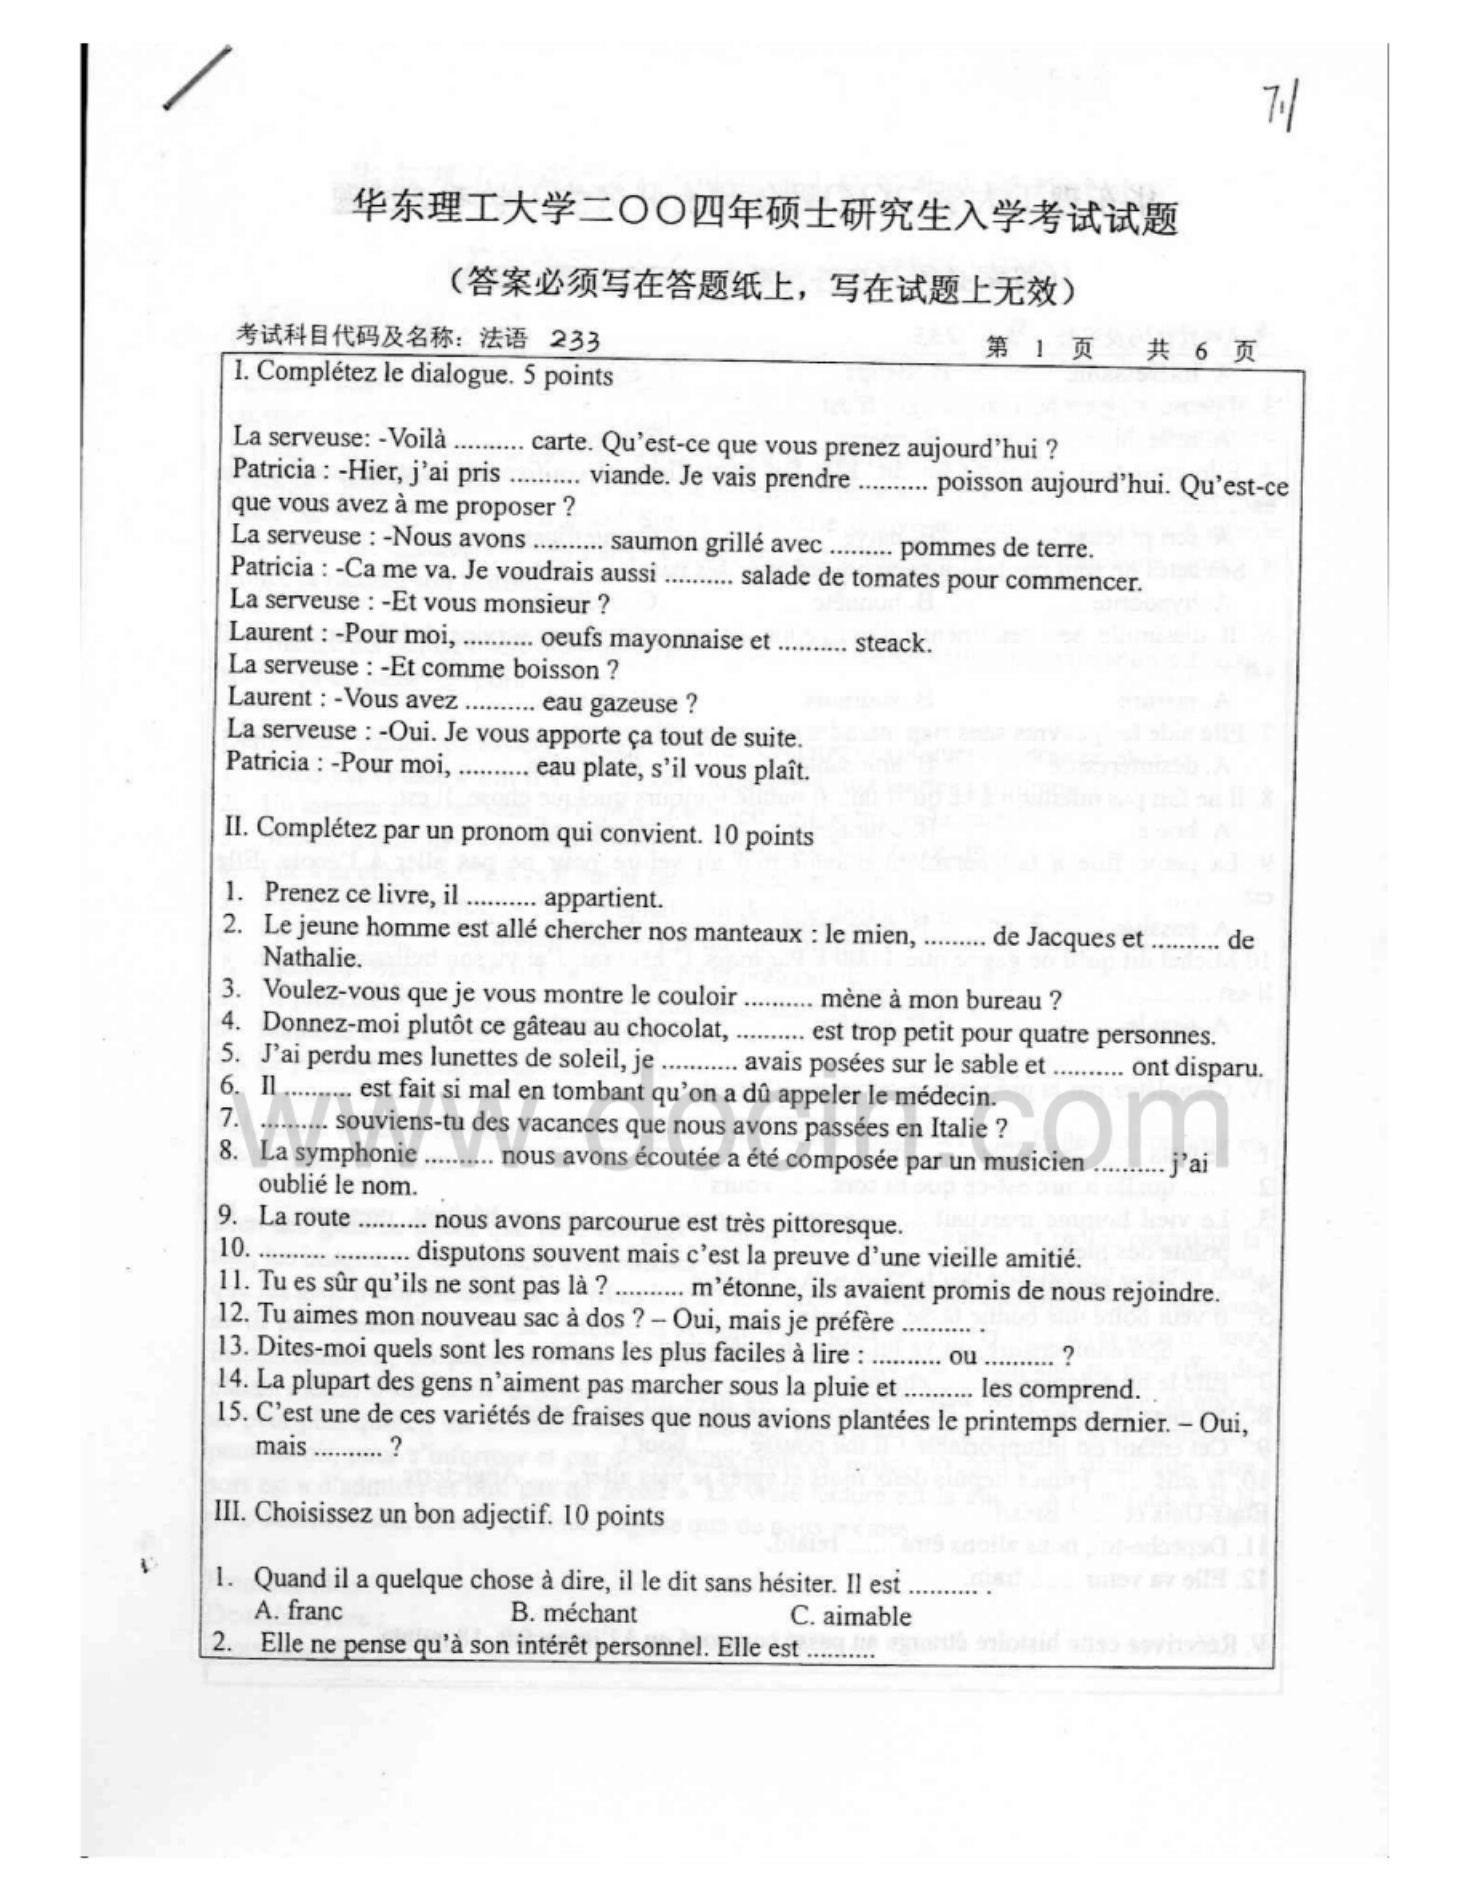 71/
华东理工大学二〇〇四年硕士研究生入学考试试题
（答案必须写在答题纸上，写在试题上无效）
考试科目代码及名称：法语 233 第 1 页 共 6 页
I. Complétez le dialogue. 5 points
La serveuse: -Voilà .......... carte. Qu'est-ce que vous prenez aujourd'hui ?
Patricia : -Hier, j'ai pris .......... viande. Je vais prendre .......... poisson aujourd'hui. Qu'est-ce
que vous avez à me proposer ?
La serveuse : -Nous avons .......... saumon grillé avec ......... pommes de terre.
Patricia : -Ca me va. Je voudrais aussi .......... salade de tomates pour commencer.
La serveuse : -Et vous monsieur ?
Laurent : -Pour moi, .......... oeufs mayonnaise et .......... steack.
La serveuse : -Et comme boisson ?
Laurent : -Vous avez .......... eau gazeuse ?
La serveuse : -Oui. Je vous apporte ça tout de suite.
Patricia : -Pour moi, .......... eau plate, s'il vous plaît.
II. Complétez par un pronom qui convient. 10 points
1. Prenez ce livre, il .......... appartient.
2. Le jeune homme est allé chercher nos manteaux : le mien, ......... de Jacques et .......... de
Nathalie.
3. Voulez-vous que je vous montre le couloir .......... mène à mon bureau ?
4. Donnez-moi plutôt ce gâteau au chocolat, .......... est trop petit pour quatre personnes.
5. J'ai perdu mes lunettes de soleil, je ........... avais posées sur le sable et .......... ont disparu.
6. Il .......... est fait si mal en tombant qu'on a dû appeler le médecin.
7. .......... souviens-tu des vacances que nous avons passées en Italie ?
8. La symphonie .......... nous avons écoutée a été composée par un musicien .......... j'ai
oublié le nom.
9. La route .......... nous avons parcourue est très pittoresque.
10. .......... .......... disputons souvent mais c'est la preuve d'une vieille amitié.
11. Tu es sûr qu'ils ne sont pas là ? .......... m'étonne, ils avaient promis de nous rejoindre.
12. Tu aimes mon nouveau sac à dos ? – Oui, mais je préfère .......... .
13. Dites-moi quels sont les romans les plus faciles à lire : .......... ou .......... ?
14. La plupart des gens n'aiment pas marcher sous la pluie et .......... les comprend.
15. C'est une de ces variétés de fraises que nous avions plantées le printemps dernier. – Oui,
mais ........... ?
III. Choisissez un bon adjectif. 10 points
1. Quand il a quelque chose à dire, il le dit sans hésiter. Il est .......... .
A. franc B. méchant C. aimable
2. Elle ne pense qu'à son intérêt personnel. Elle est ..........
www.docin.com